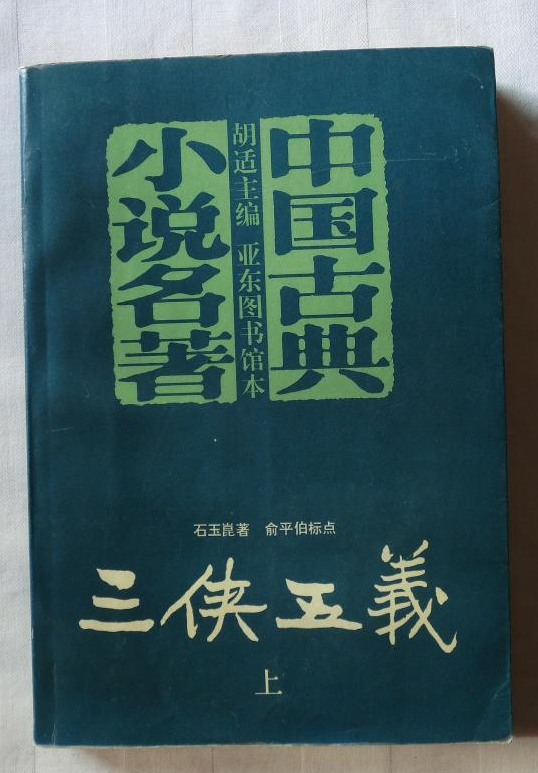 中国古典
胡适主编 亚东图书馆本
小说名著
石玉崑著 俞平伯标点
三侠五義
上